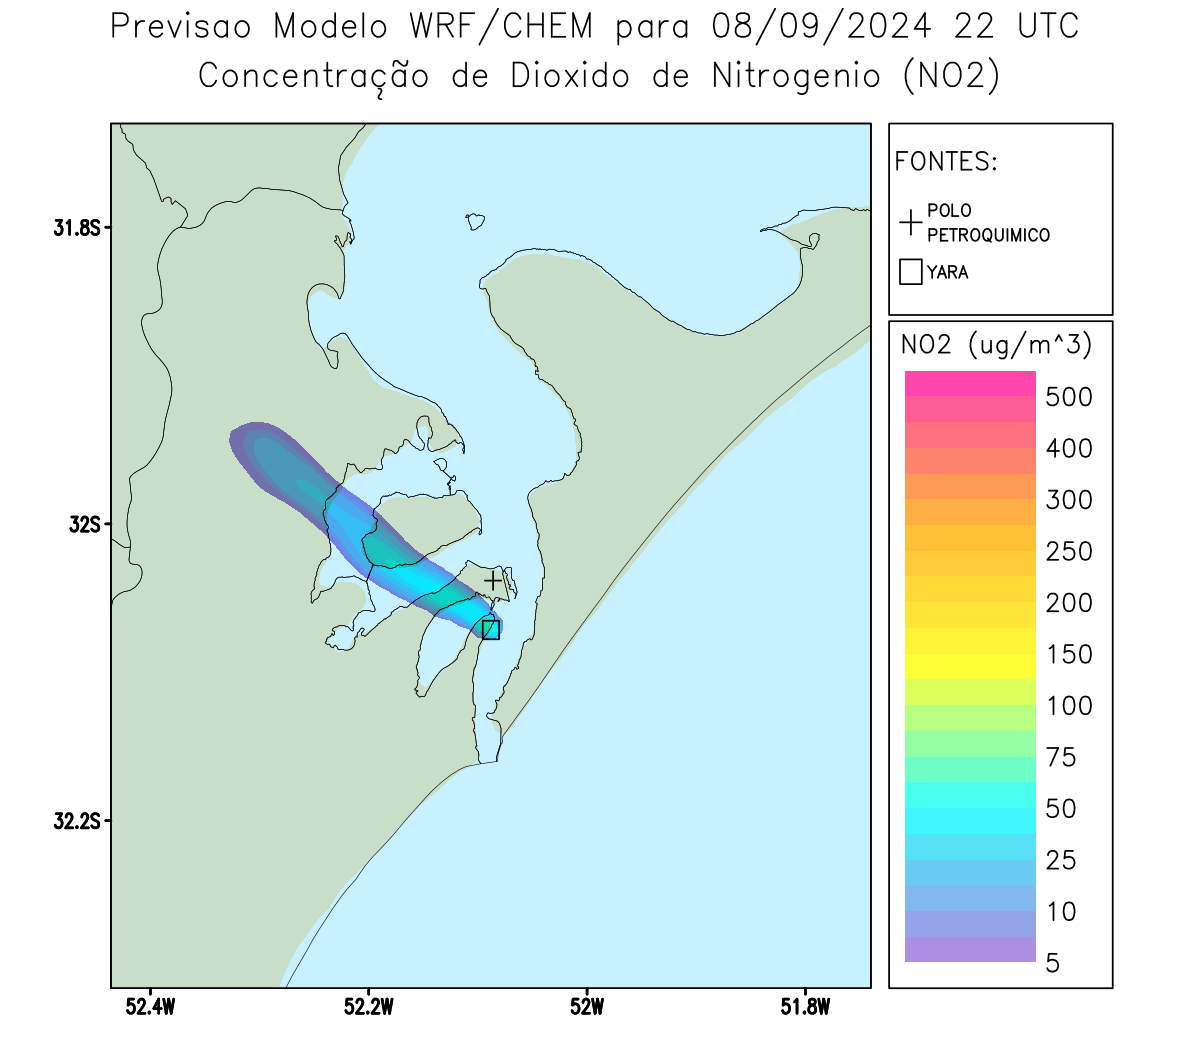 Previsao Modelo WRF/CHEM para 08/09/2024 22 UTC
Concentração de Dioxido de Nitrogenio (NO2)
FONTES:
POLO
PETROQUIMICO
YARA
NO2 (ug/m^3)
500
400
300
250
200
150
100
75
50
25
10
5
31.8S
32S
32.2S
52.4W
52.2W
52W
51.8W